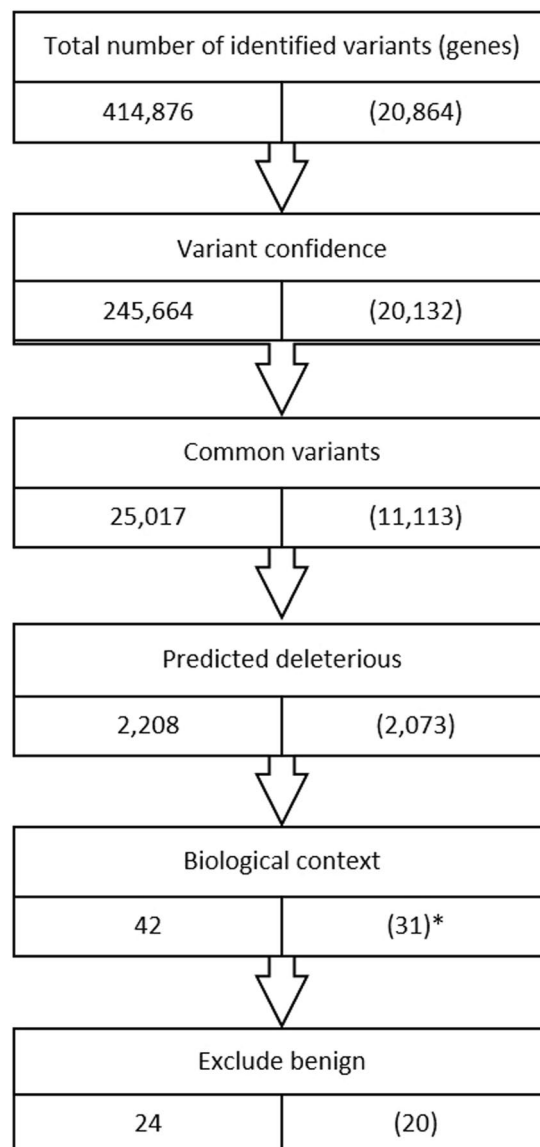 Total number of identified variants (genes)
414,876 (20,864)
Variant confidence
245,664 (20,132)
Common variants
25,017 (11,113)
Predicted deleterious
2,208 (2,073)
Biological context
42 (31)*
Exclude benign
24 (20)